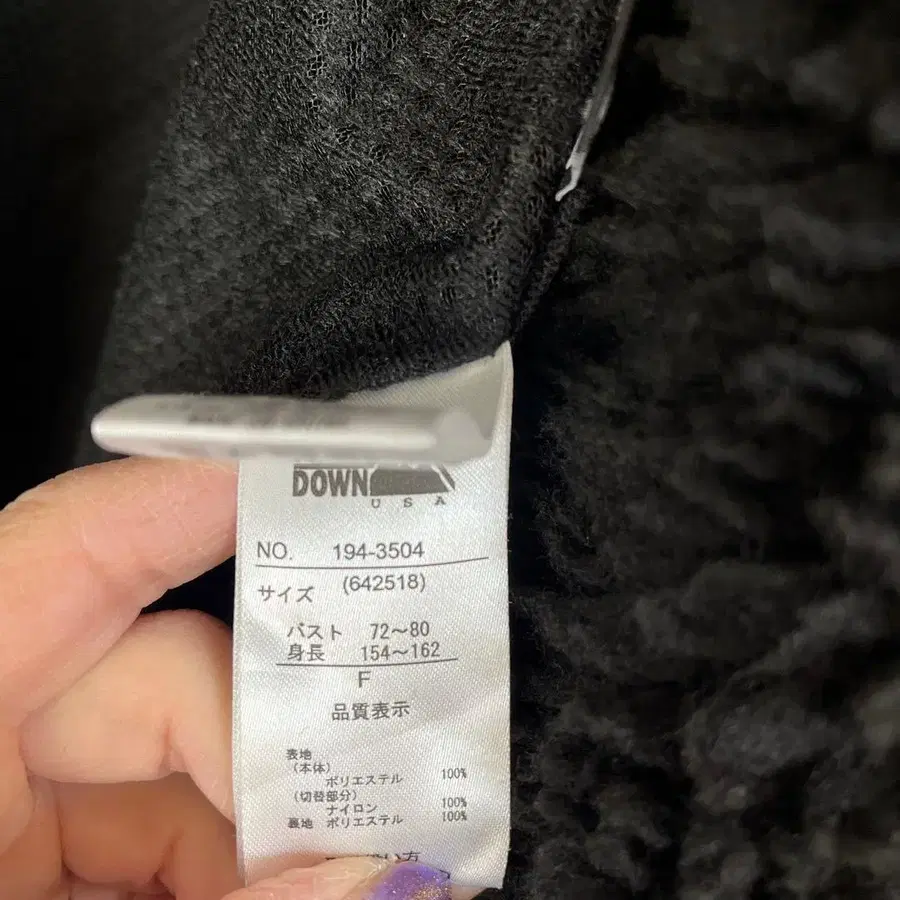 DOWN
USA
NO. 194-3504
サイズ (642518)
バスト 72～80
身長 154～162
F
品質表示
表地
(本体)
ポリエステル 100%
(切替部分)
ナイロン 100%
裏地 ポリエステル 100%